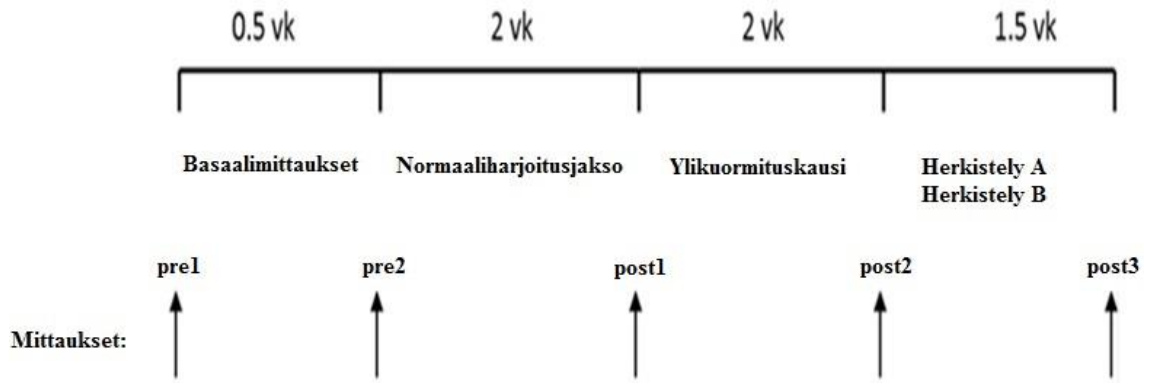 0.5 vk 2 vk 2 vk 1.5 vk
Basaalimittaukset Normaaliharjoitusjakso Ylikuormituskausi Herkistely A
Herkistely B
pre1 pre2 post1 post2 post3
Mittaukset: